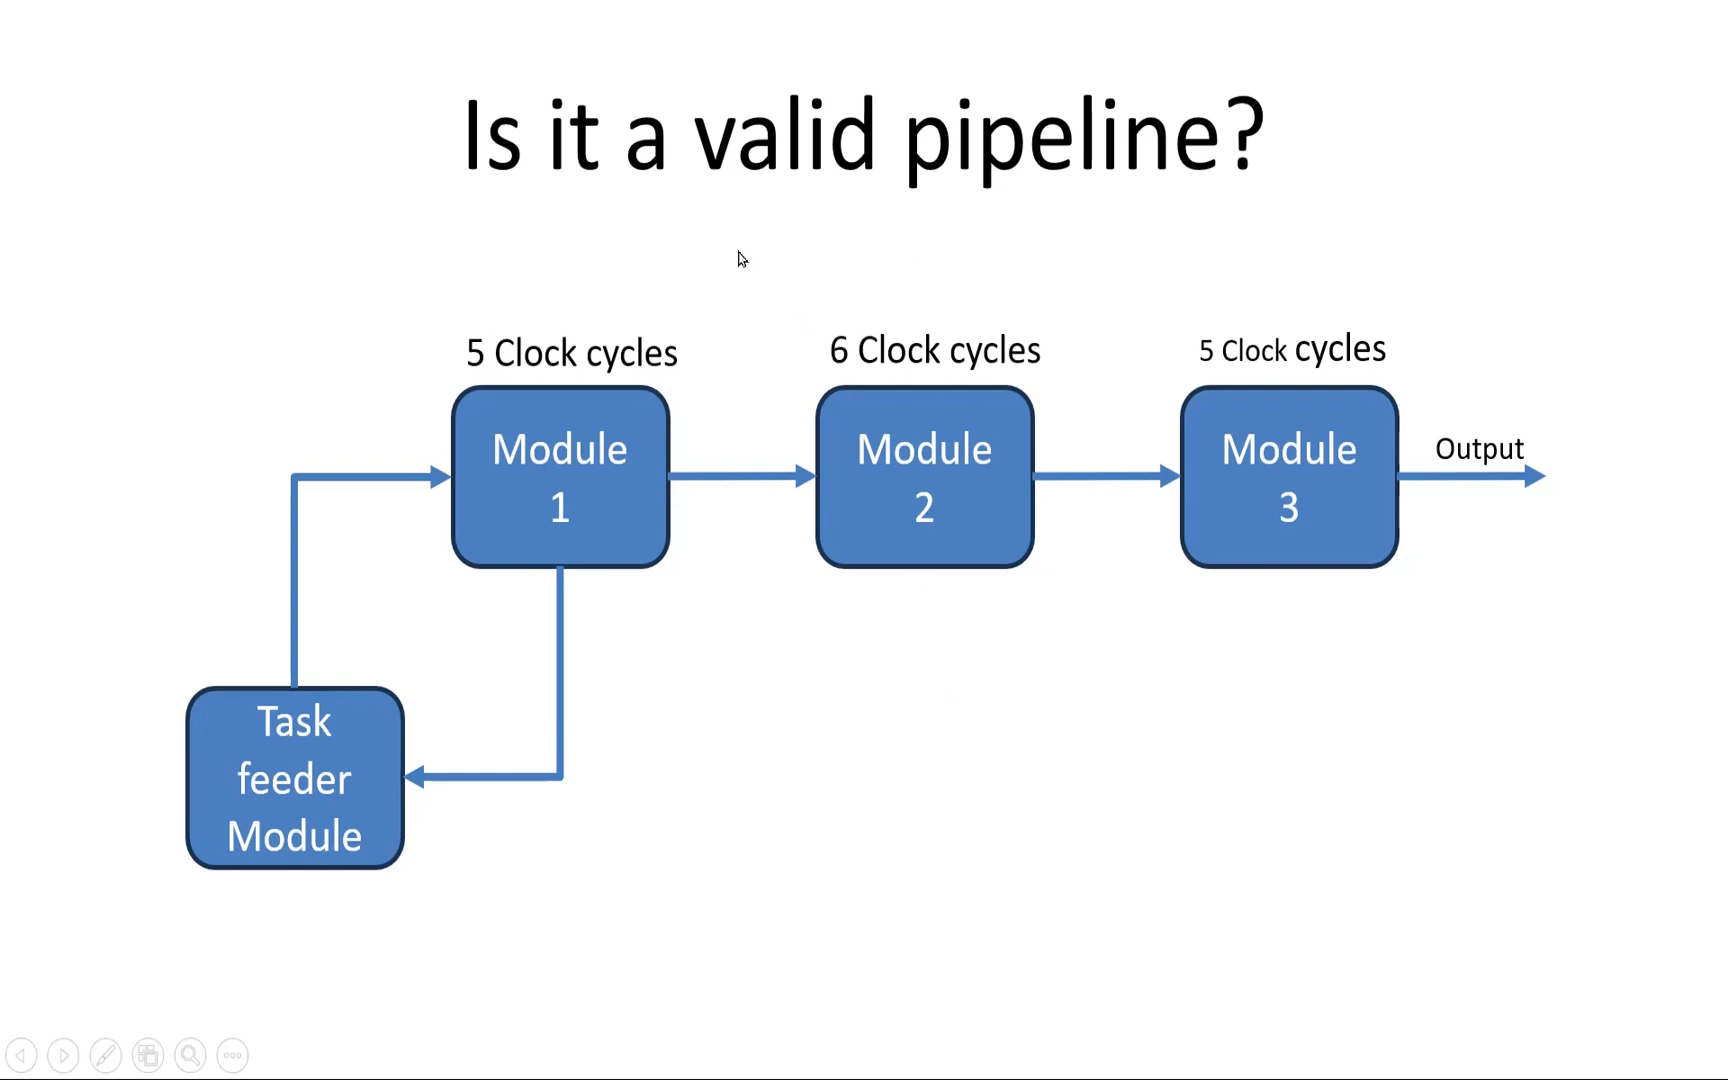 Is it a valid pipeline?
5 Clock cycles
6 Clock cycles
5 Clock cycles
Module
1
Module
2
Module
3
Output
Task
feeder
Module